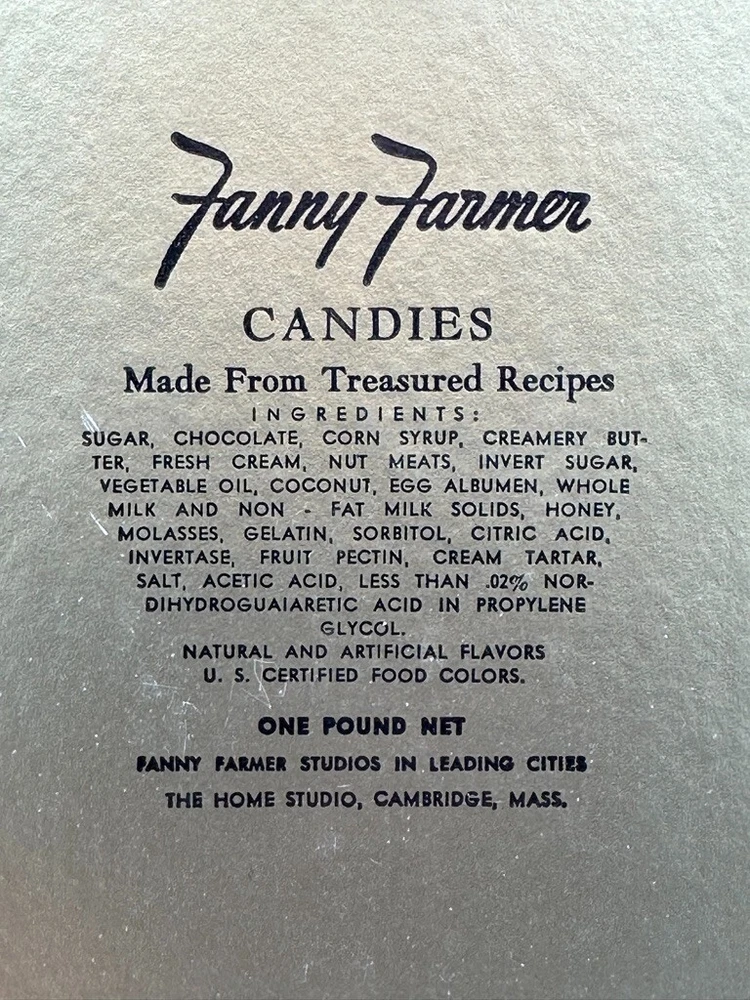 Fanny Farmer
CANDIES
Made From Treasured Recipes
INGREDIENTS:
SUGAR, CHOCOLATE, CORN SYRUP, CREAMERY BUT-
TER, FRESH CREAM, NUT MEATS, INVERT SUGAR,
VEGETABLE OIL, COCONUT, EGG ALBUMEN, WHOLE
MILK AND NON - FAT MILK SOLIDS, HONEY,
MOLASSES, GELATIN, SORBITOL, CITRIC ACID,
INVERTASE, FRUIT PECTIN, CREAM TARTAR,
SALT, ACETIC ACID, LESS THAN .02% NOR-
DIHYDROGUAIARETIC ACID IN PROPYLENE
GLYCOL.
NATURAL AND ARTIFICIAL FLAVORS
U. S. CERTIFIED FOOD COLORS.
ONE POUND NET
FANNY FARMER STUDIOS IN LEADING CITIES
THE HOME STUDIO, CAMBRIDGE, MASS.